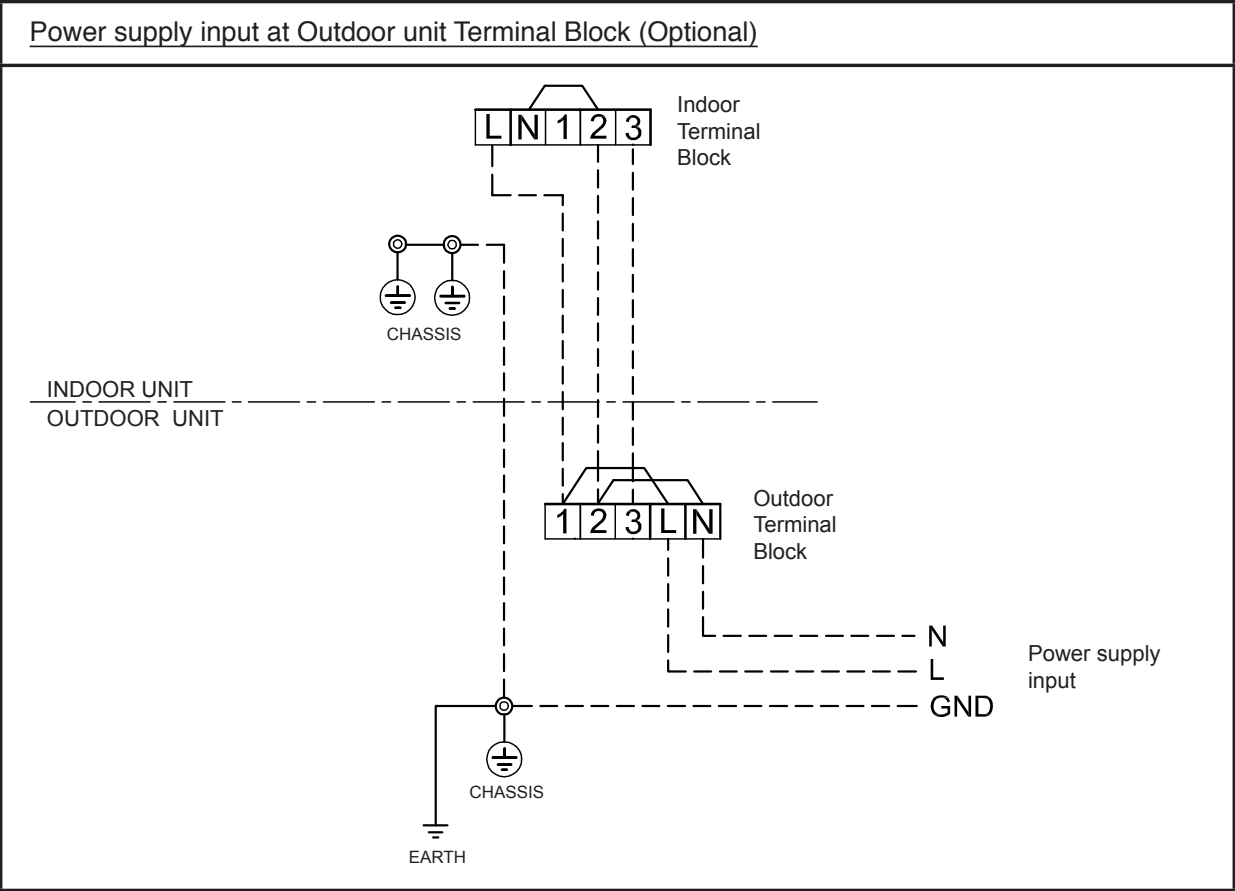 Power supply input at Outdoor unit Terminal Block (Optional)
L N 1 2 3
Indoor
Terminal
Block
CHASSIS
INDOOR UNIT
OUTDOOR UNIT
1 2 3 L N
Outdoor
Terminal
Block
N
L
GND
Power supply
input
CHASSIS
EARTH